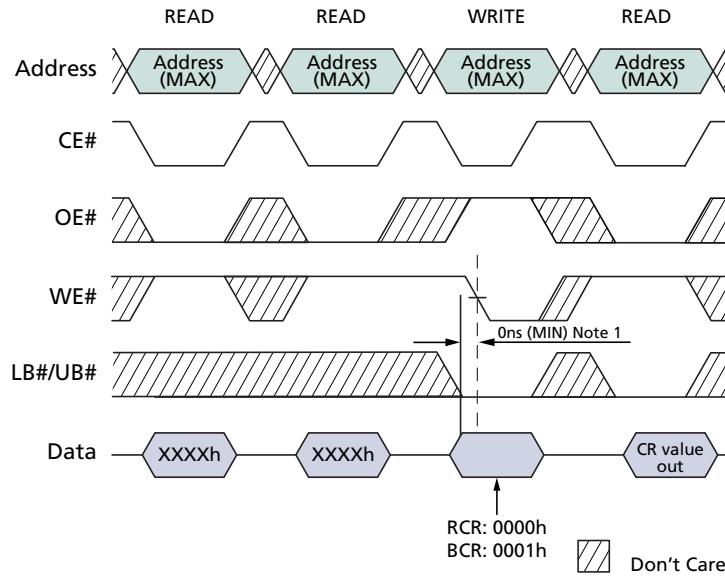 READ READ WRITE READ
Address
Address
(MAX)
Address
(MAX)
Address
(MAX)
Address
(MAX)
CE#
OE#
WE#
0ns (MIN) Note 1
LB#/UB#
Data
XXXXh
XXXXh
CR value
out
RCR: 0000h
BCR: 0001h
Don't Care